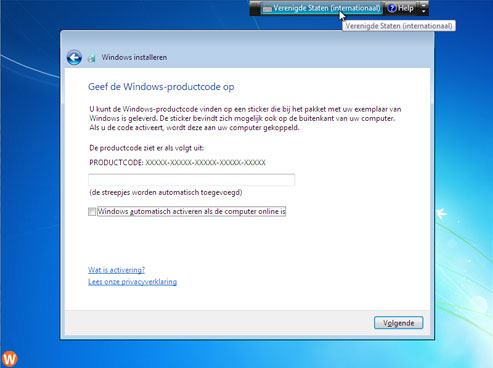 Verenigde Staten (internationaal) Help
Verenigde Staten (internationaal)
Windows installeren
Geef de Windows-productcode op
U kunt de Windows-productcode vinden op een sticker die bij het pakket met uw exemplaar van
Windows is geleverd. De sticker bevindt zich mogelijk ook op de buitenkant van uw computer.
Als u de code activeert, wordt deze aan uw computer gekoppeld.
De productcode ziet er als volgt uit:
PRODUCTCODE: XXXXX-XXXXX-XXXXX-XXXXX-XXXXX
(de streepjes worden automatisch toegevoegd)
Windows automatisch activeren als de computer online is
Wat is activering?
Lees onze privacyverklaring
Volgende
W